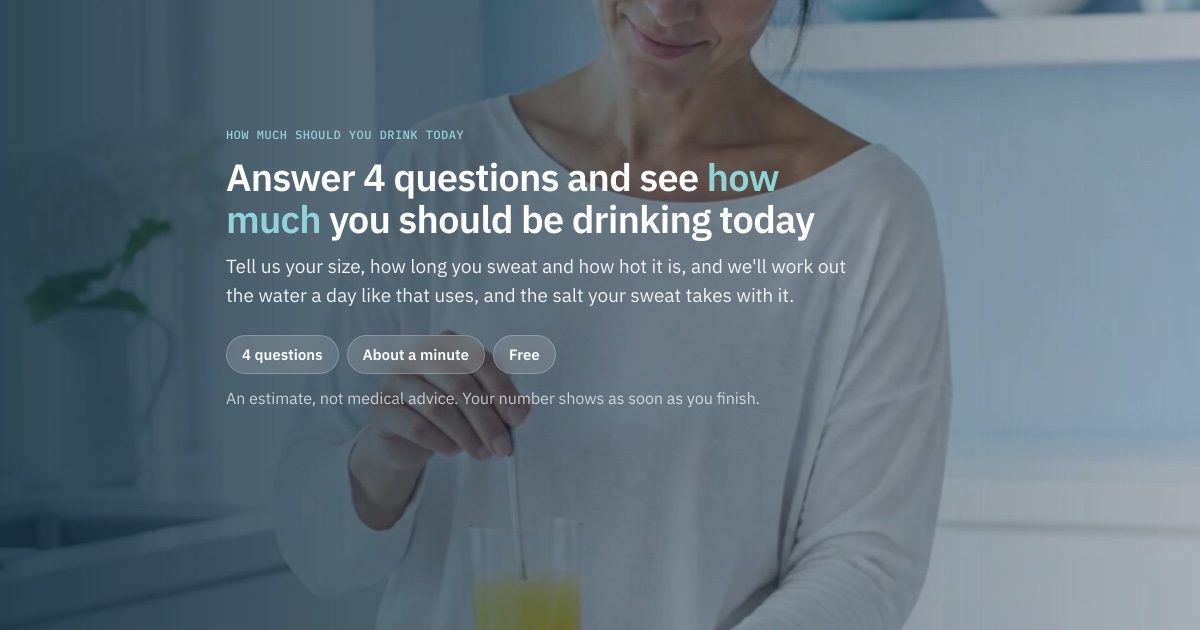 HOW MUCH SHOULD YOU DRINK TODAY
Answer 4 questions and see how
much you should be drinking today
Tell us your size, how long you sweat and how hot it is, and we'll work out
the water a day like that uses, and the salt your sweat takes with it.
4 questions
About a minute
Free
An estimate, not medical advice. Your number shows as soon as you finish.